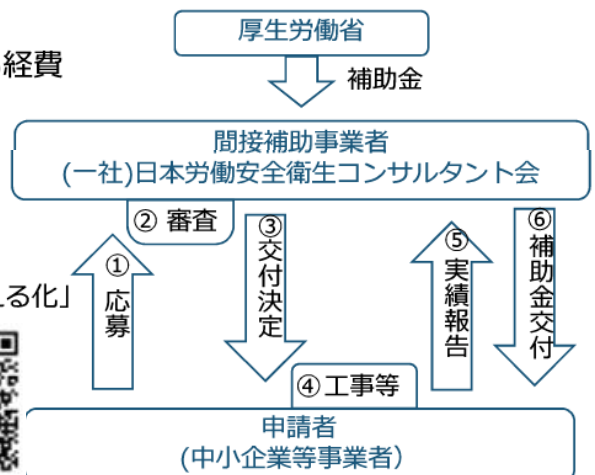 厚生労働省
経費
補助金
間接補助事業者
(一社)日本労働安全衛生コンサルタント会
② 審査
①応募
③交付決定
⑤実績報告
⑥補助金交付
える化」
④工事等
申請者
(中小企業等事業者）